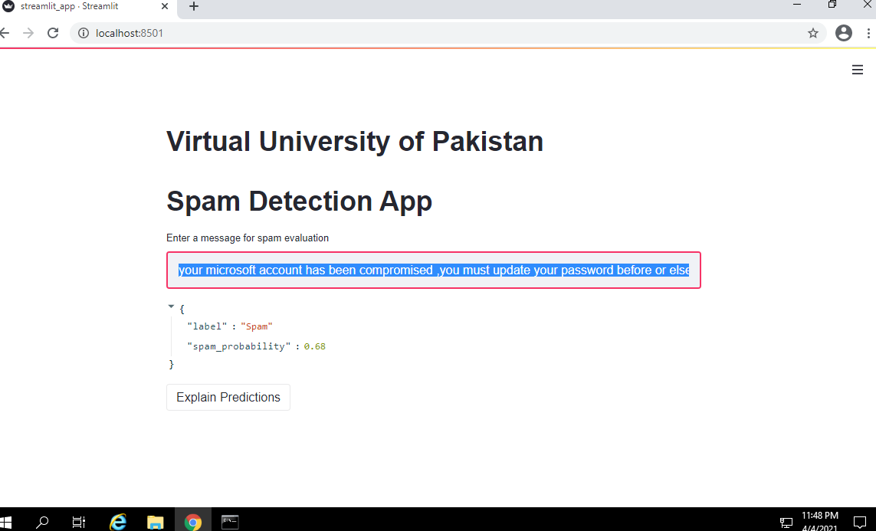 streamlit_app · Streamlit
localhost:8501
Virtual University of Pakistan
Spam Detection App
Enter a message for spam evaluation
your microsoft account has been compromised ,you must update your password before or else
{
"label" : "Spam"
"spam_probability" : 0.68
}
Explain Predictions
11:48 PM
4/4/2021